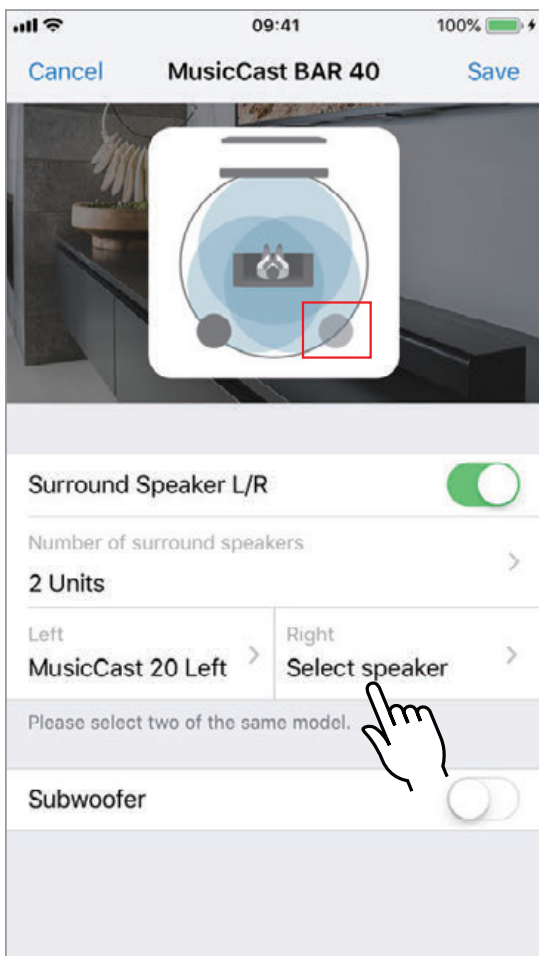 09:41
100%
Cancel
MusicCast BAR 40
Save
Surround Speaker L/R
Number of surround speakers
2 Units
Left
Right
MusicCast 20 Left
Select speaker
Please select two of the same model.
Subwoofer